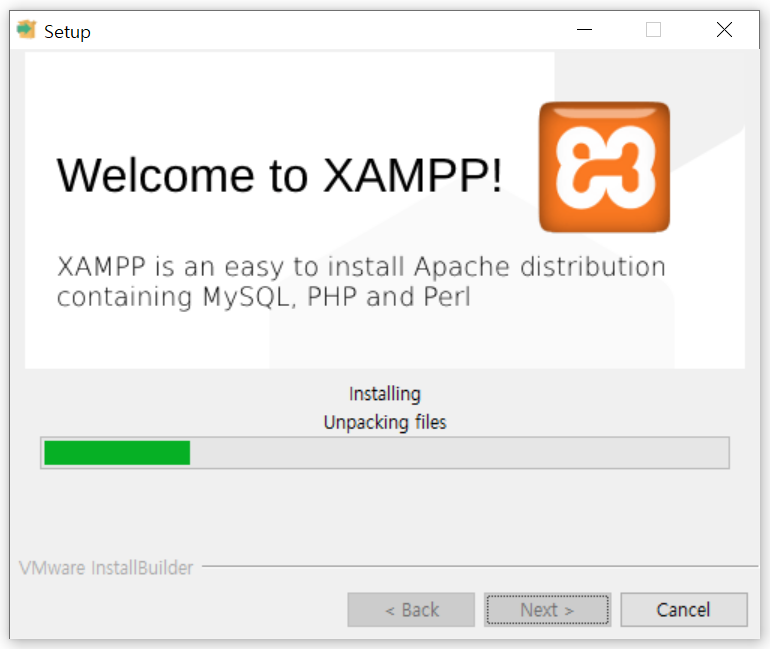 Setup
Welcome to XAMPP!
XAMPP is an easy to install Apache distribution
containing MySQL, PHP and Perl
Installing
Unpacking files
VMware InstallBuilder
< Back
Next >
Cancel